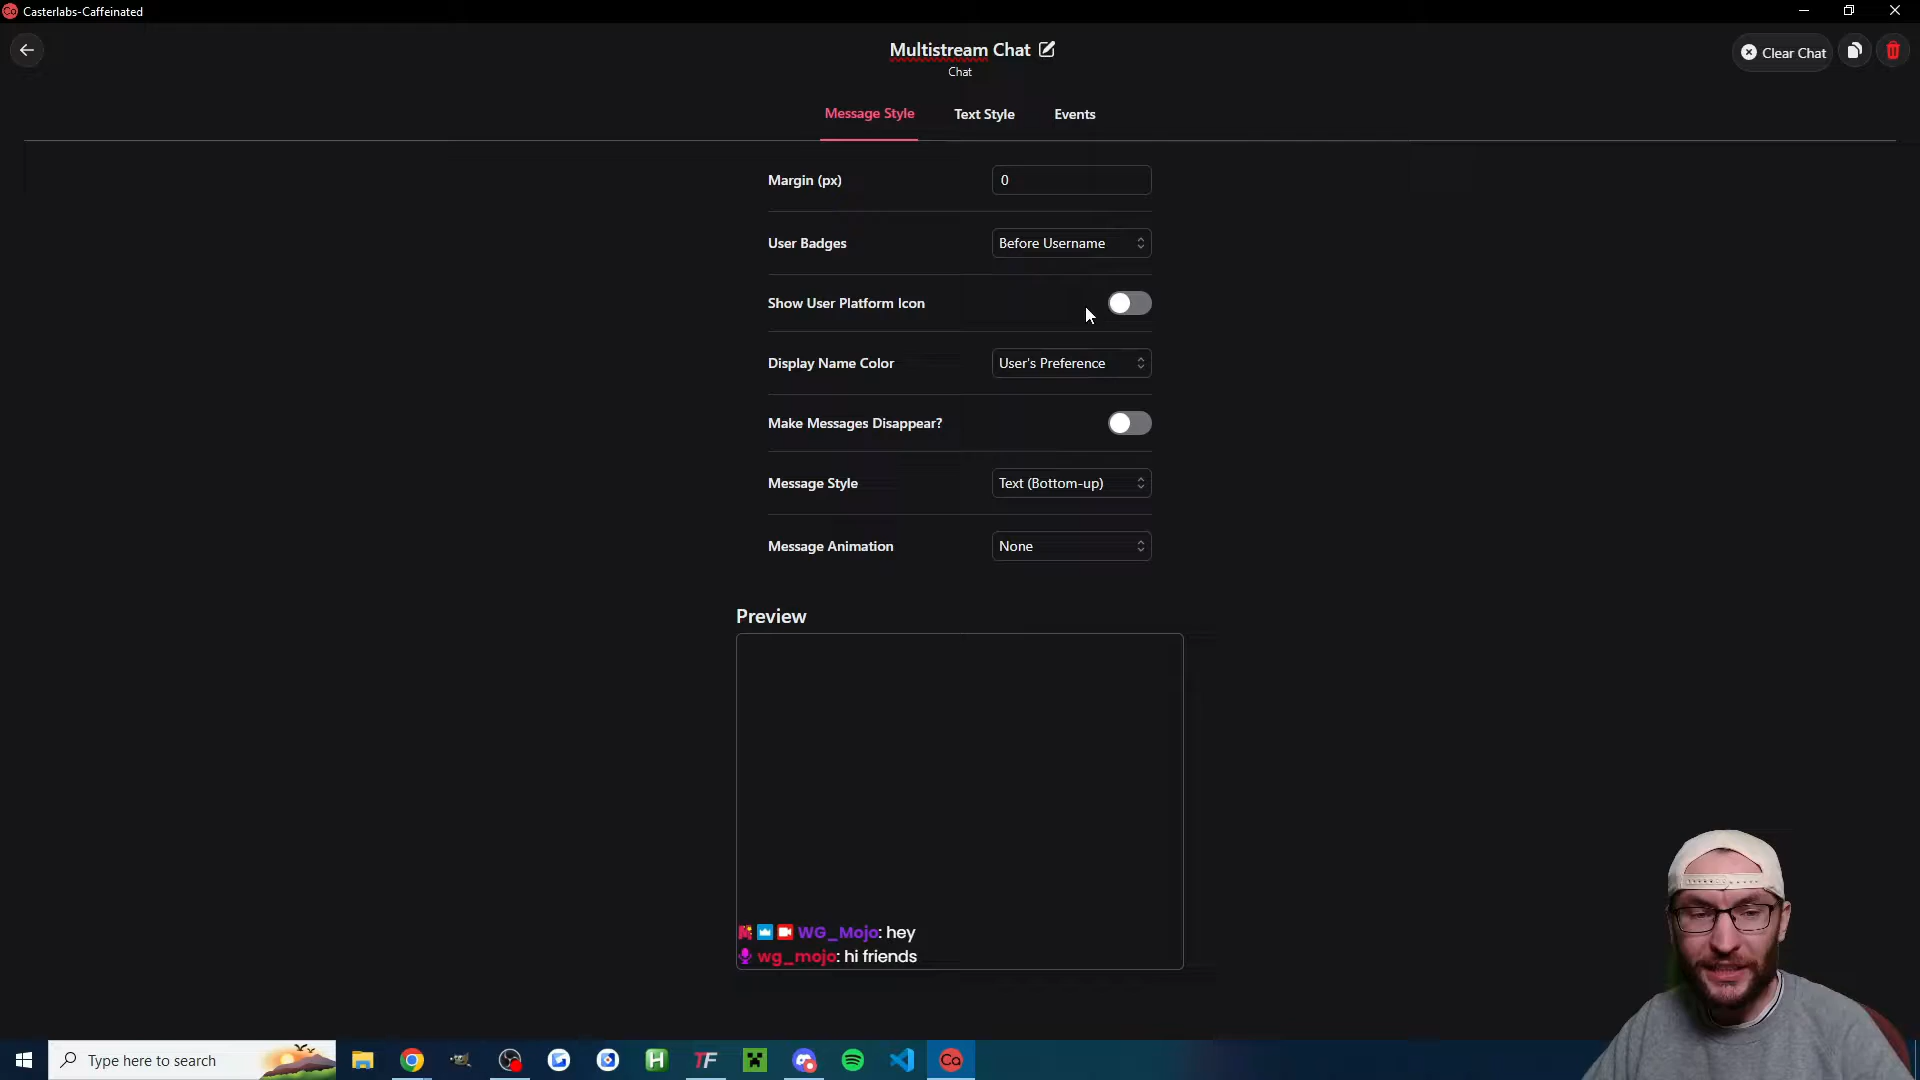 Casterlabs-Caffeinated
Multistream Chat
Chat
Clear Chat
Message Style
Text Style
Events
Margin (px)
0
User Badges
Before Username
Show User Platform Icon
Display Name Color
User's Preference
Make Messages Disappear?
Message Style
Text (Bottom-up)
Message Animation
None
Preview
WG_Mojo: hey
wg_mojo: hi friends
Type here to search
H
TF
Co